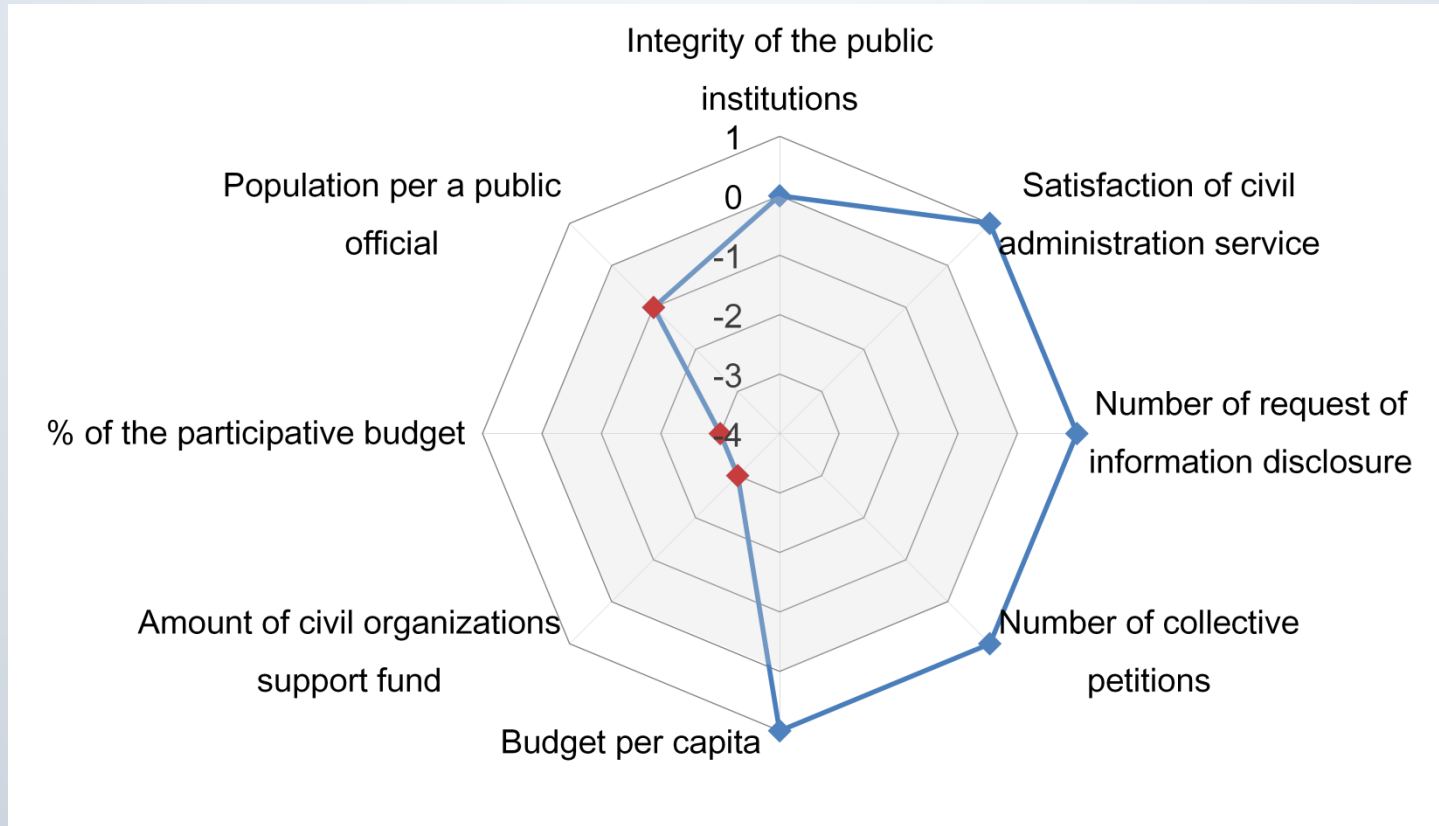 Integrity of the public
institutions
1
0
-1
-2
-3
-4
Satisfaction of civil
administration service
Number of request of
information disclosure
Number of collective
petitions
Budget per capita
Amount of civil organizations
support fund
% of the participative budget
Population per a public
official